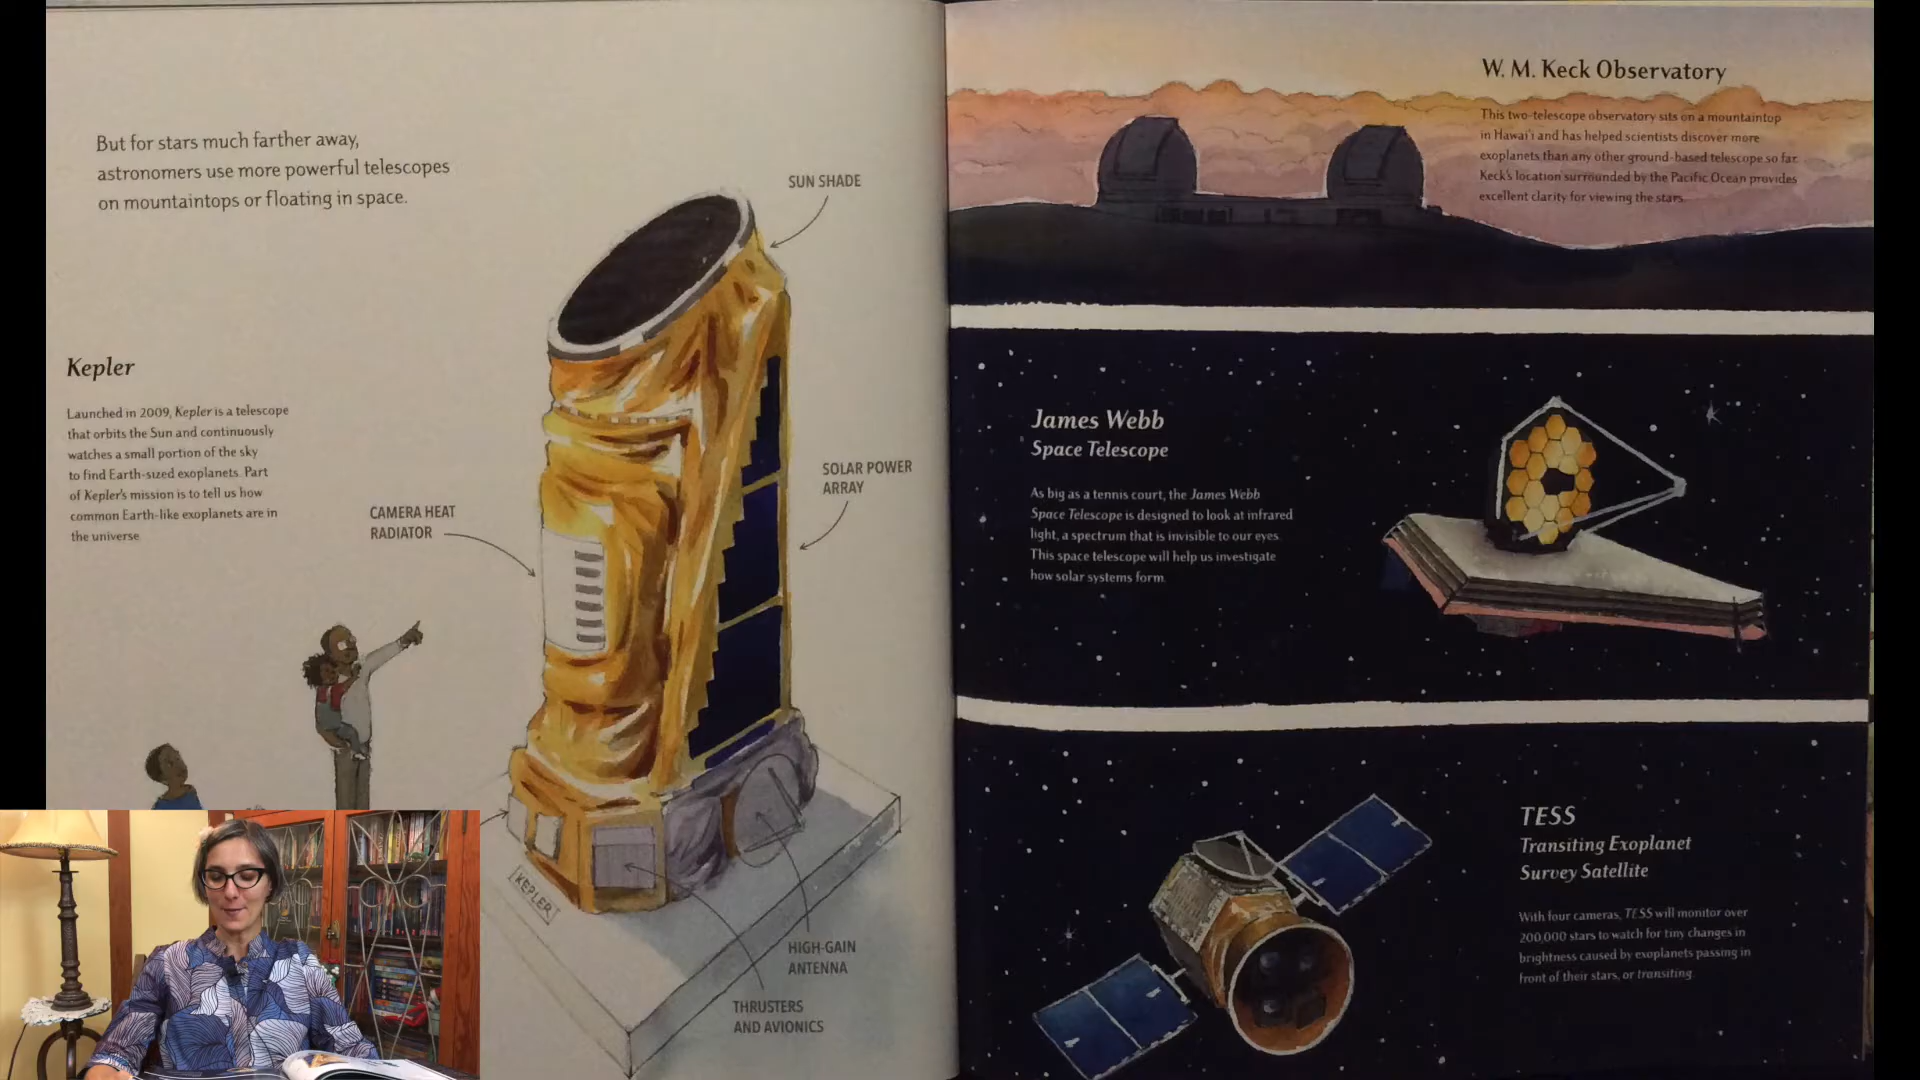 But for stars much farther away,
astronomers use more powerful telescopes
on mountaintops or floating in space.
Kepler
Launched in 2009, Kepler is a telescope
that orbits the Sun and continuously
watches a small portion of the sky
to find Earth-sized exoplanets. Part
of Kepler's mission is to tell us how
common Earth-like exoplanets are in
the universe.
SUN SHADE
SOLAR POWER
ARRAY
CAMERA HEAT
RADIATOR
KEPLER
HIGH-GAIN
ANTENNA
THRUSTERS
AND AVIONICS
W. M. Keck Observatory
This two-telescope observatory sits on a mountaintop
in Hawai'i and has helped scientists discover more
exoplanets than any other ground-based telescope so far.
Keck's location surrounded by the Pacific Ocean provides
excellent clarity for viewing the stars.
James Webb
Space Telescope
As big as a tennis court, the James Webb
Space Telescope is designed to look at infrared
light, a spectrum that is invisible to our eyes.
This space telescope will help us investigate
how solar systems form.
TESS
Transiting Exoplanet
Survey Satellite
With four cameras, TESS will monitor over
200,000 stars to watch for tiny changes in
brightness caused by exoplanets passing in
front of their stars, or transiting.